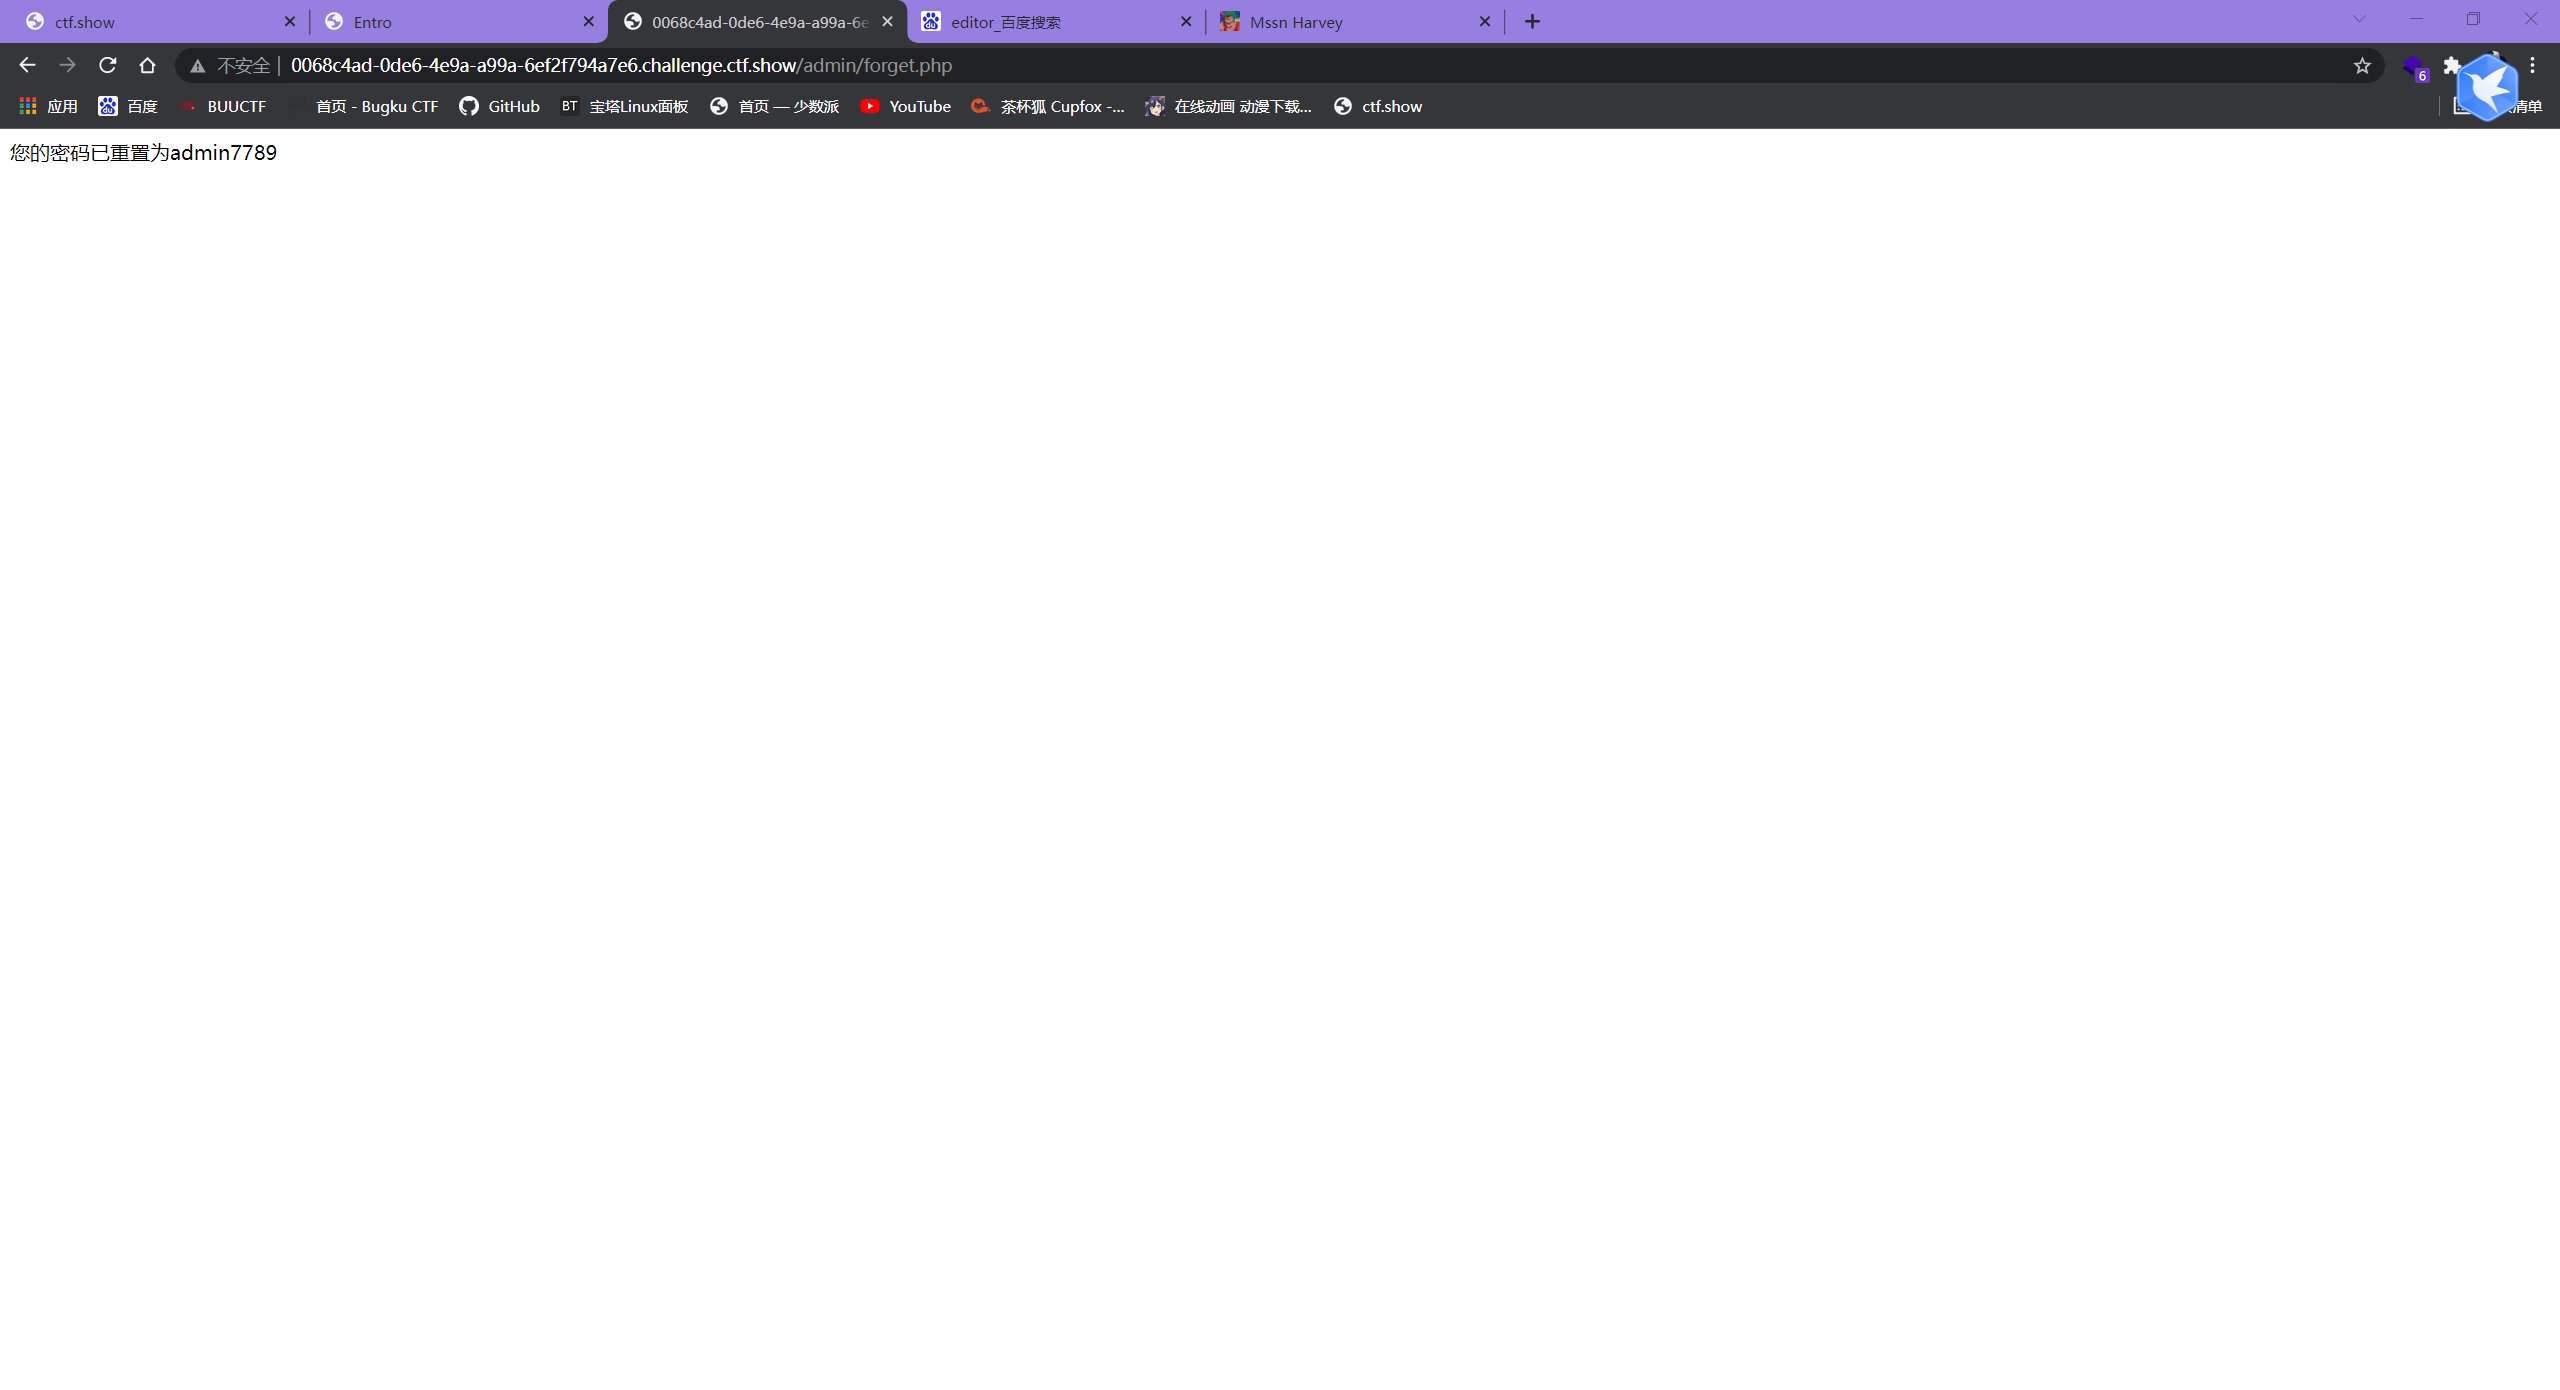 ctf.show
Entro
0068c4ad-0de6-4e9a-a99a-6e
editor_百度搜索
Mssn Harvey
不安全
0068c4ad-0de6-4e9a-a99a-6ef2f794a7e6.challenge.ctf.show/admin/forget.php
6
应用
百度
BUUCTF
首页 - Bugku CTF
GitHub
BT 宝塔Linux面板
首页 — 少数派
YouTube
茶杯狐 Cupfox -...
在线动画 动漫下载...
ctf.show
清单
您的密码已重置为admin7789